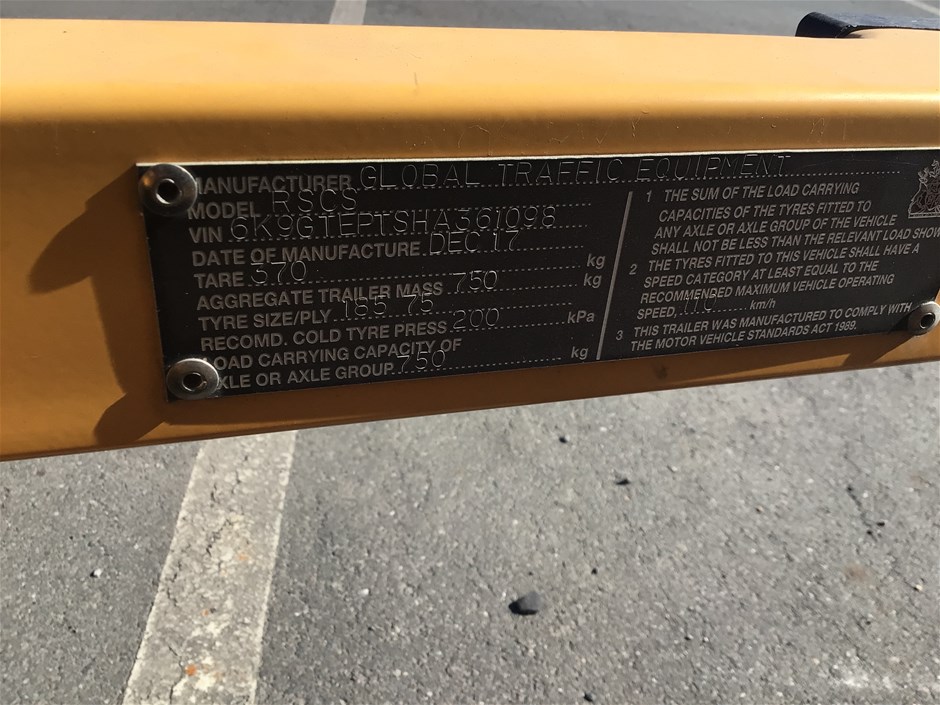 MANUFACTURER GLOBAL TRAFFIC EQUIPMENT
MODEL RSCS
VIN 6K9GTEPTSHA361098
DATE OF MANUFACTURE DEC 17
TARE 370 kg
AGGREGATE TRAILER MASS 750 kg
TYRE SIZE/PLY 185 75
RECOMD. COLD TYRE PRESS 200 kPa
LOAD CARRYING CAPACITY OF
AXLE OR AXLE GROUP 750 kg
1 THE SUM OF THE LOAD CARRYING
CAPACITIES OF THE TYRES FITTED TO
ANY AXLE OR AXLE GROUP OF THE VEHICLE
SHALL NOT BE LESS THAN THE RELEVANT LOAD SHOW
2 THE TYRES FITTED TO THIS VEHICLE SHALL HAVE A
SPEED CATEGORY AT LEAST EQUAL TO THE
RECOMMENDED MAXIMUM VEHICLE OPERATING
SPEED, 110 km/h
3 THIS TRAILER WAS MANUFACTURED TO COMPLY WITH
THE MOTOR VEHICLE STANDARDS ACT 1989.